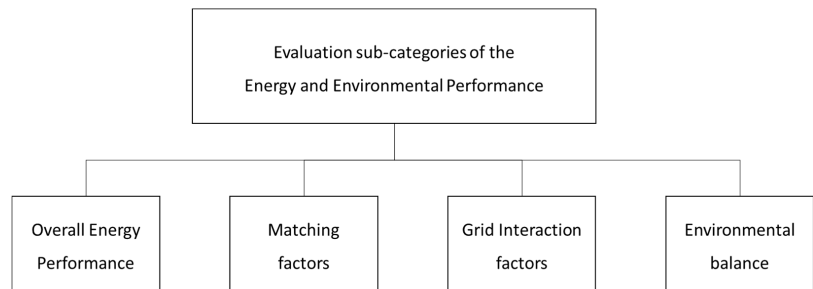 Evaluation sub-categories of the
Energy and Environmental Performance
Overall Energy
Performance
Matching
factors
Grid Interaction
factors
Environmental
balance